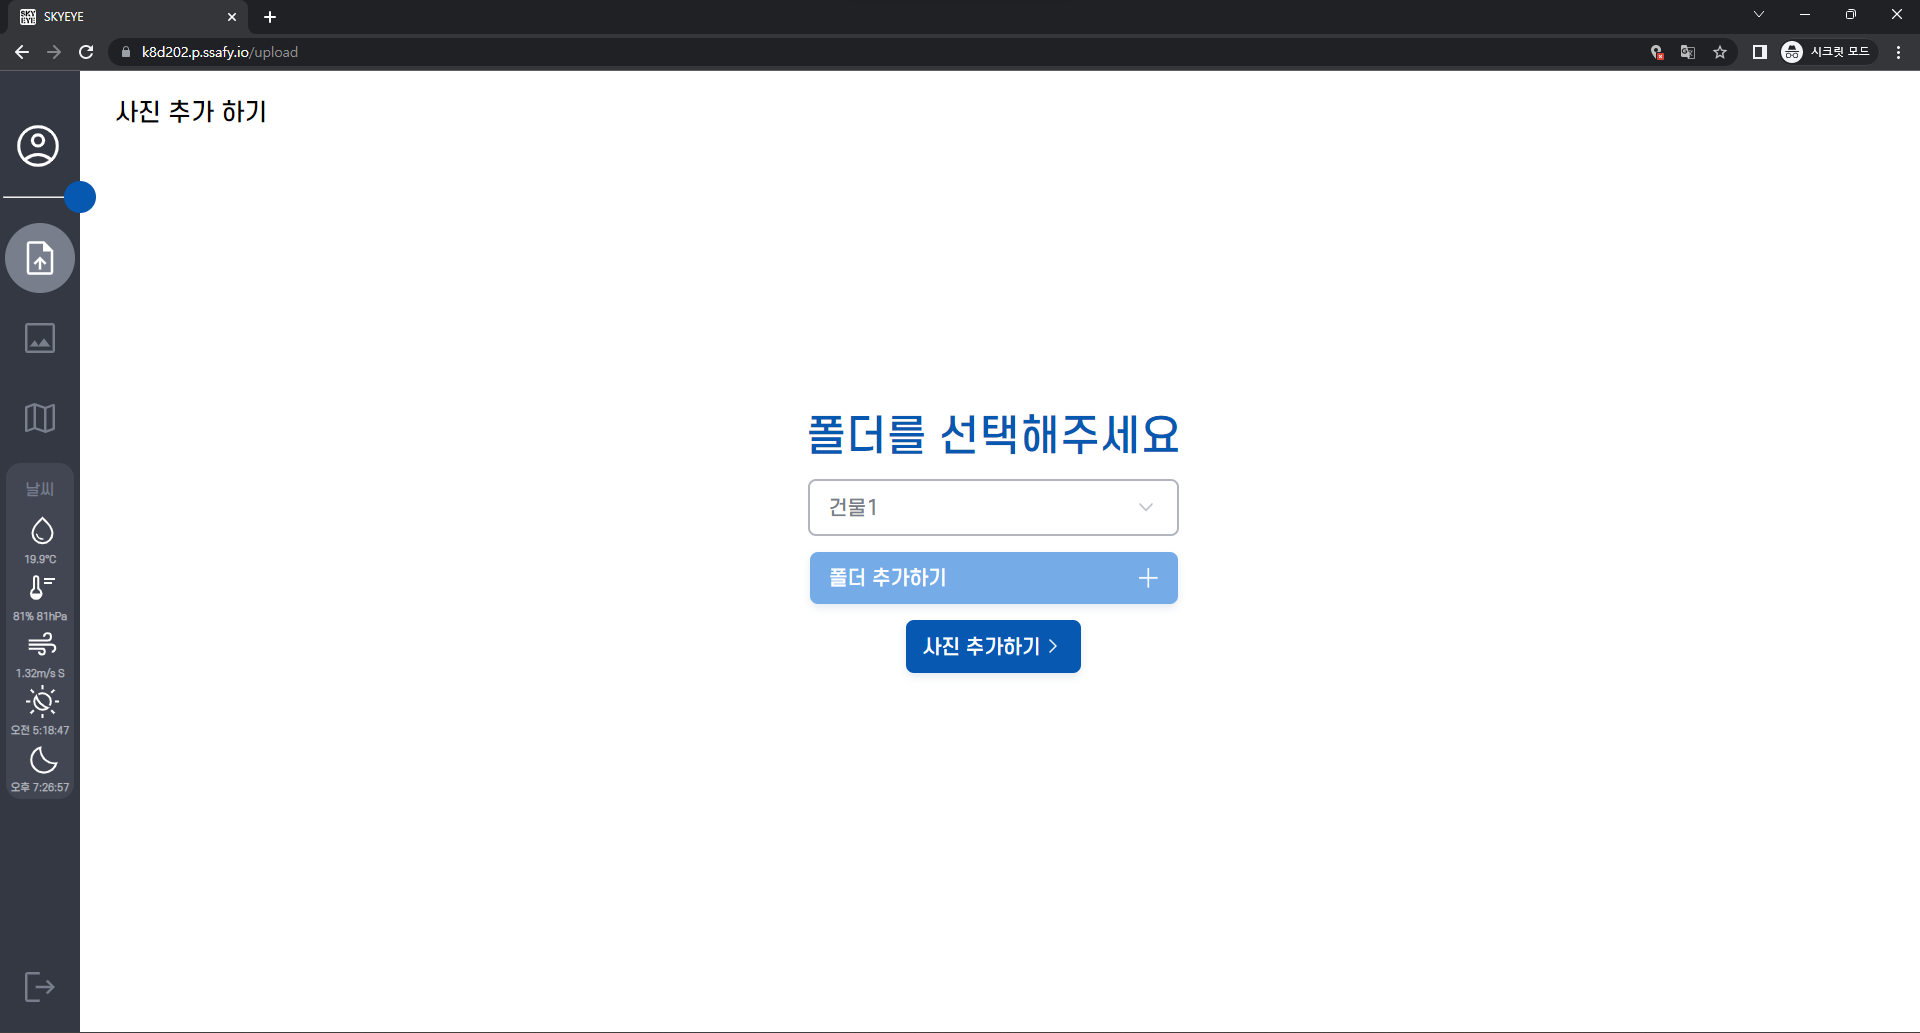 SKYEYE
k8d202.p.ssafy.io/upload
시크릿 모드
사진 추가 하기
폴더를 선택해주세요
건물1
폴더 추가하기
사진 추가하기
날씨
19.9°C
81% 81hPa
1.32m/s S
오전 5:18:47
오후 7:26:57